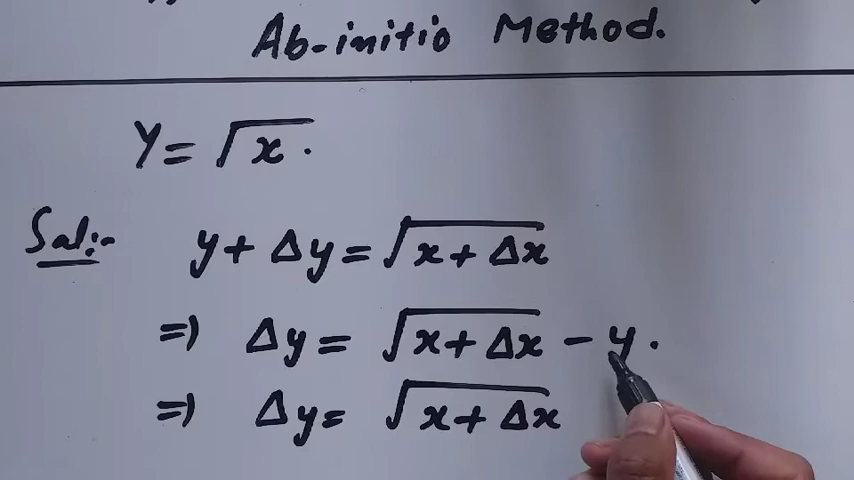 Ab-initio Method.
Y = √x.
Sol:-
y + Δy = √x + Δx
=) Δy = √x + Δx - y.
=) Δy = √x + Δx